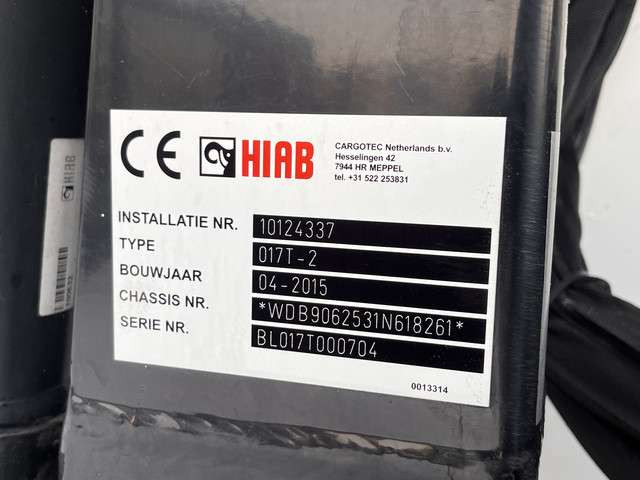 CE HIAB
CARGOTEC Netherlands b.v.
Hesselingen 42
7944 HR MEPPEL
tel. +31 522 253831
INSTALLATIE NR. 10124337
TYPE 017T-2
BOUWJAAR 04-2015
CHASSIS NR. *WDB9062531N618261*
SERIE NR. BL017T000704
0013314
HIAB